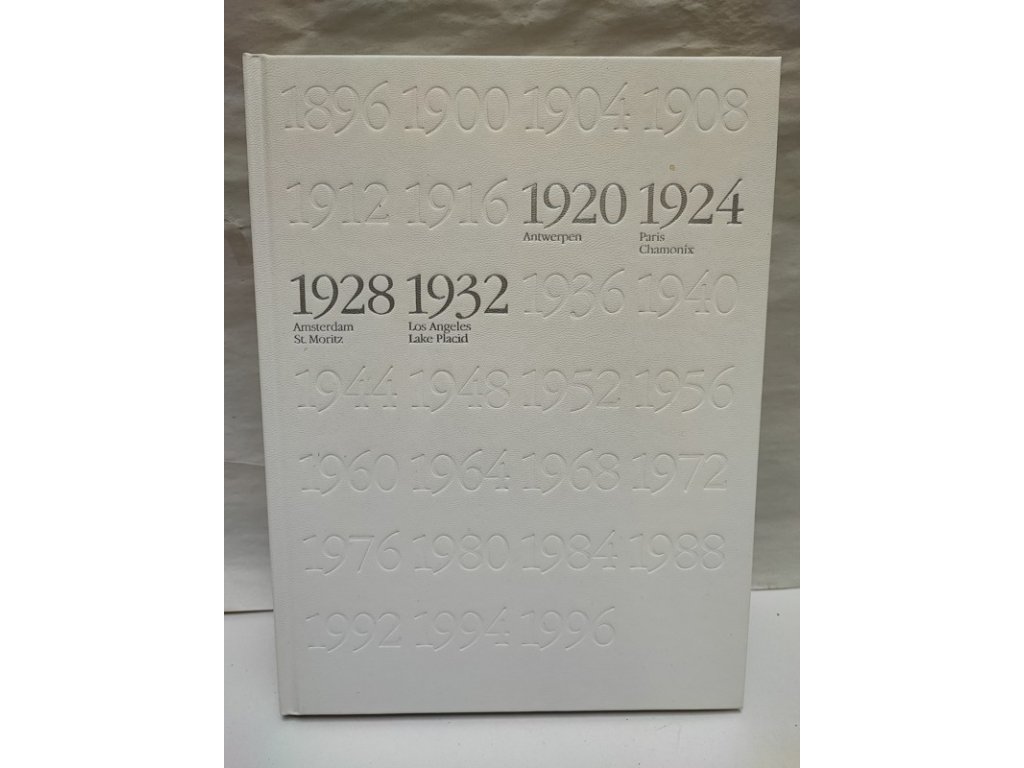 1896 1900 1904 1908
1912 1916 1920 1924
Antwerpen Paris
Chamonix
1928 1932 1936 1940
Amsterdam Los Angeles
St. Moritz Lake Placid
1944 1948 1952 1956
1960 1964 1968 1972
1976 1980 1984 1988
1992 1994 1996